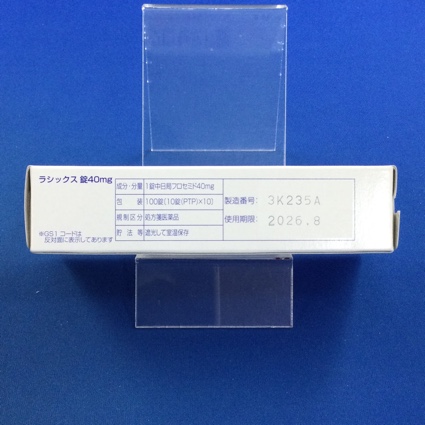 ラシックス錠40mg
成分・分量 1錠中日局フロセミド40mg
包装 100錠(10錠(PTP)×10)
規制区分 処方箋医薬品
貯法等 遮光して室温保存
製造番号: 3K235A
使用期限: 2026.8
※GS1コードは
反対面に表示してあります